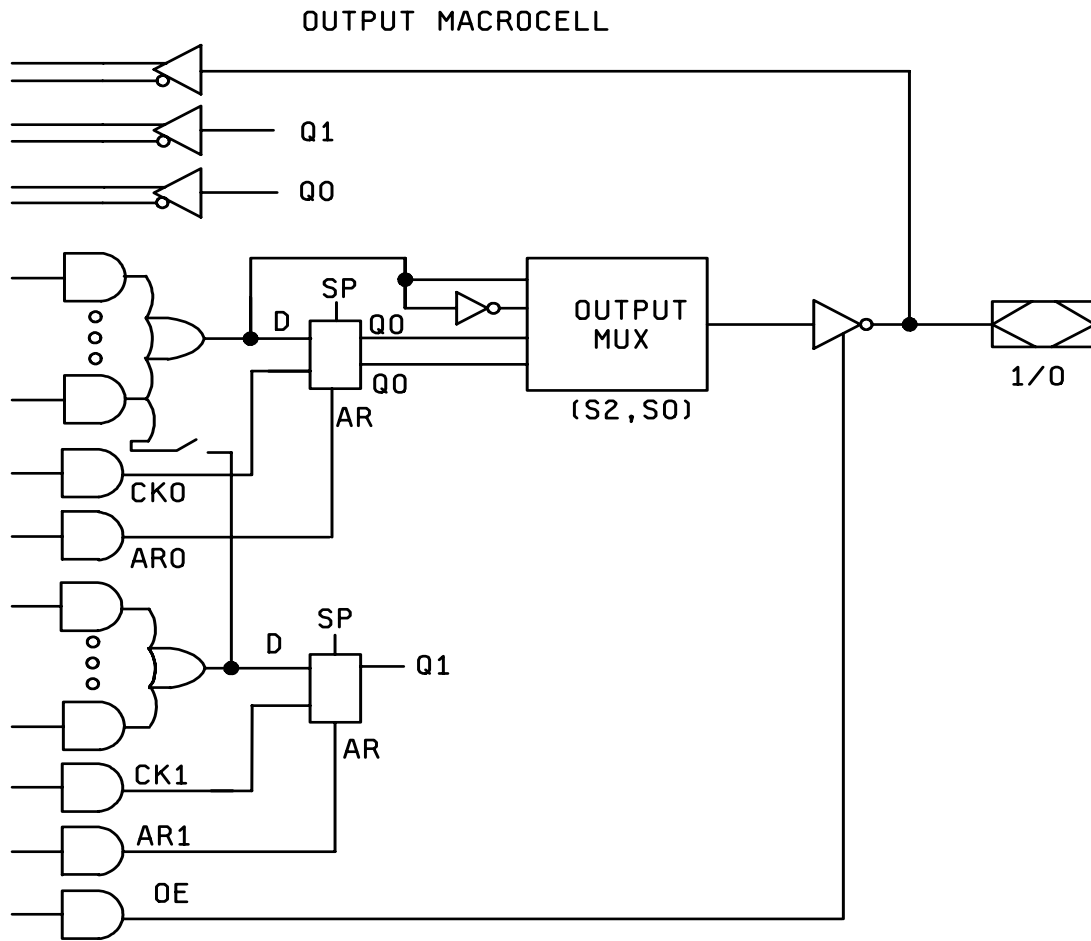 OUTPUT MACROCELL
Q1
Q0
SP
D
Q0
Q0
AR
OUTPUT
MUX
(S2,S0)
1/0
CK0
AR0
SP
D
Q1
AR
CK1
AR1
OE